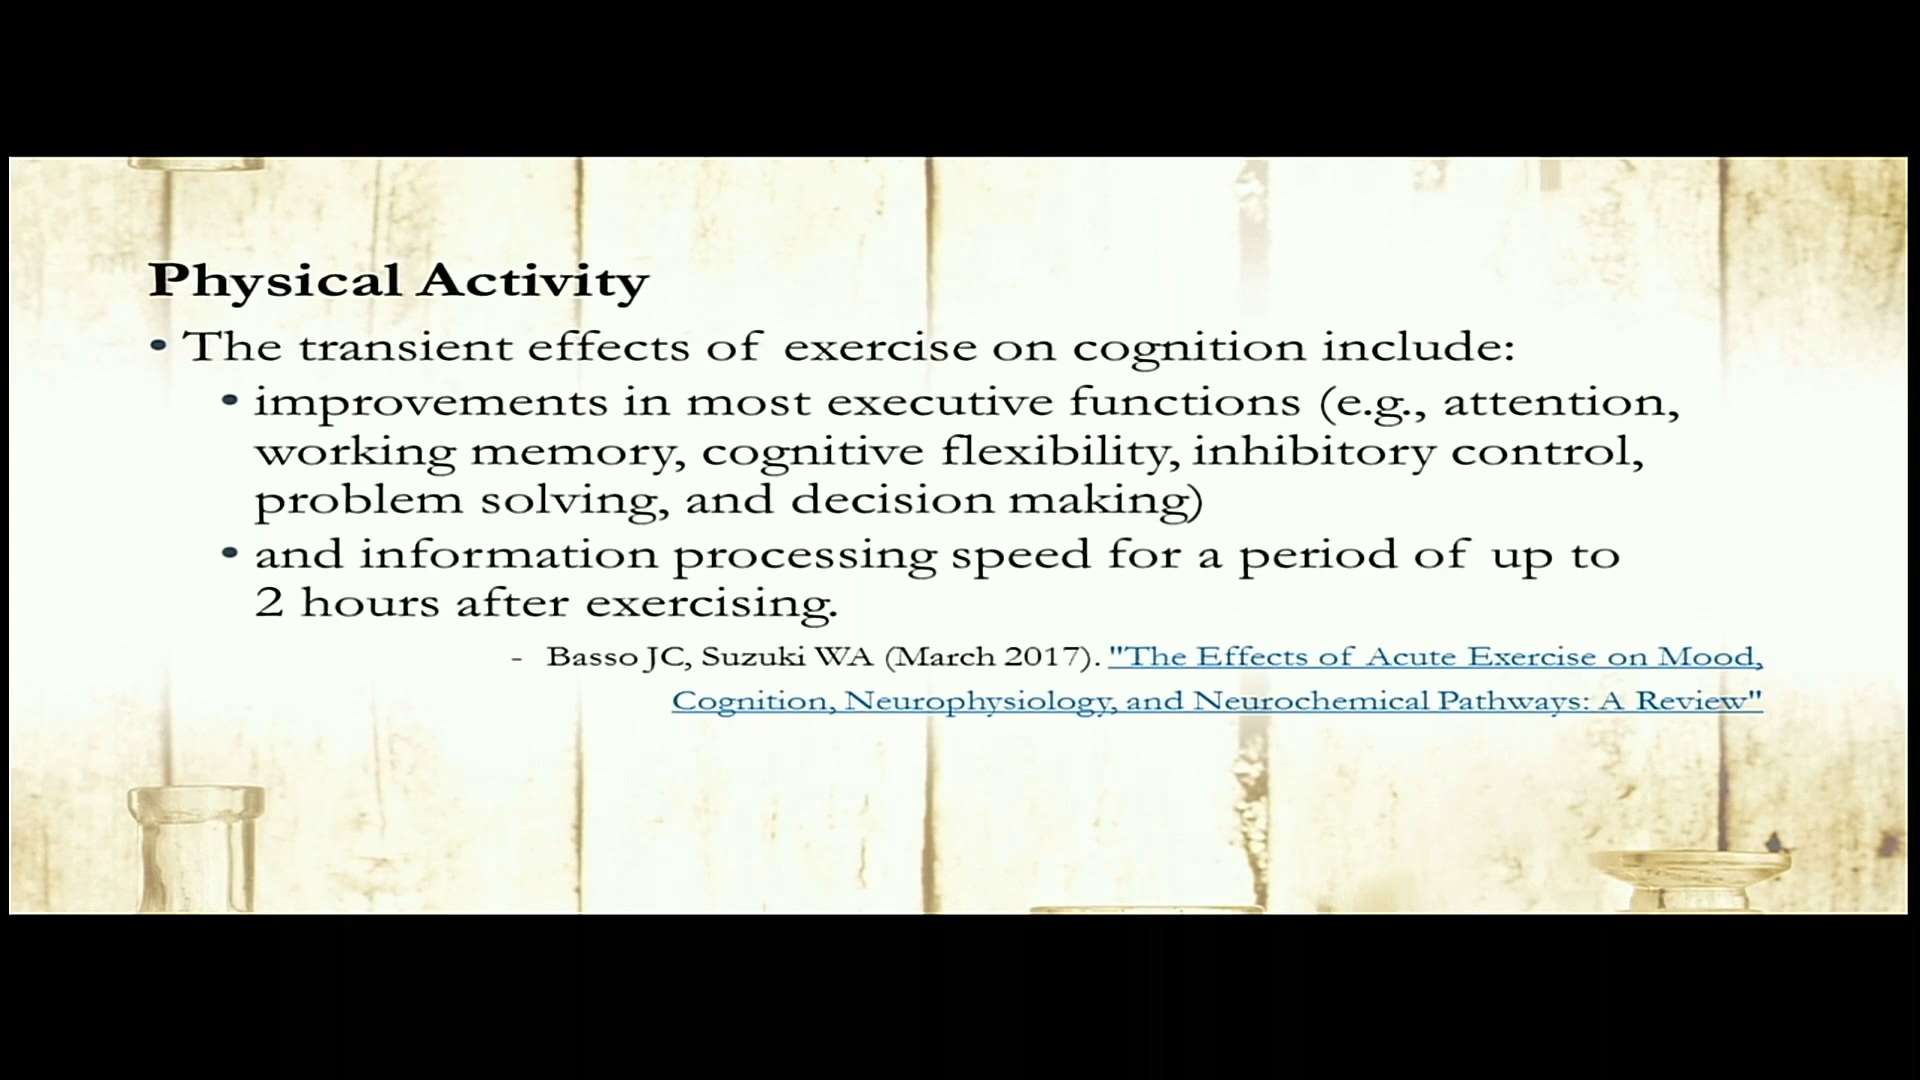 Physical Activity
• The transient effects of exercise on cognition include:
• improvements in most executive functions (e.g., attention,
working memory, cognitive flexibility, inhibitory control,
problem solving, and decision making)
• and information processing speed for a period of up to
2 hours after exercising.
- Basso JC, Suzuki WA (March 2017). "The Effects of Acute Exercise on Mood,
Cognition, Neurophysiology, and Neurochemical Pathways: A Review"